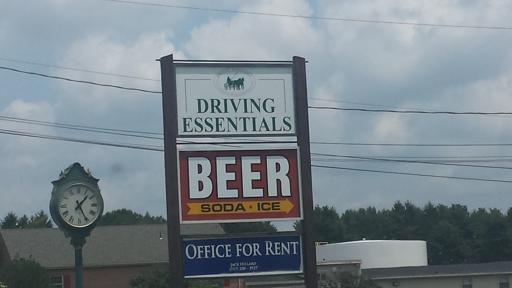 DRIVING
ESSENTIALS
BEER
SODA • ICE
OFFICE FOR RENT